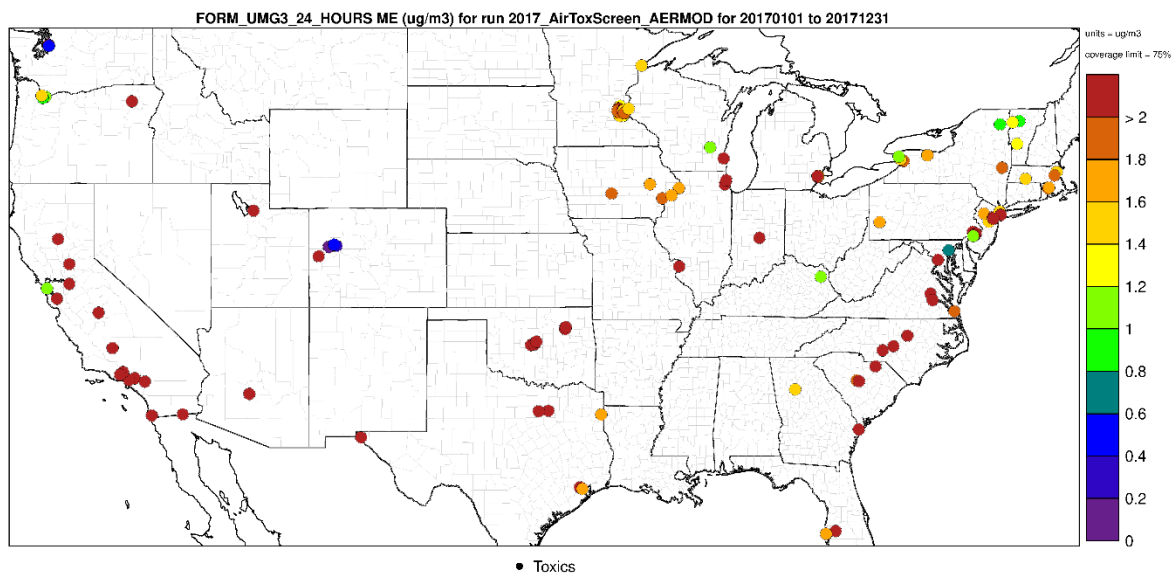 FORM_UMG3_24_HOURS ME (ug/m3) for run 2017_AirToxScreen_AERMOD for 20170101 to 20171231
units = ug/m3
coverage limit = 75%
> 2
1.8
1.6
1.4
1.2
1
0.8
0.6
0.4
0.2
0
Toxics